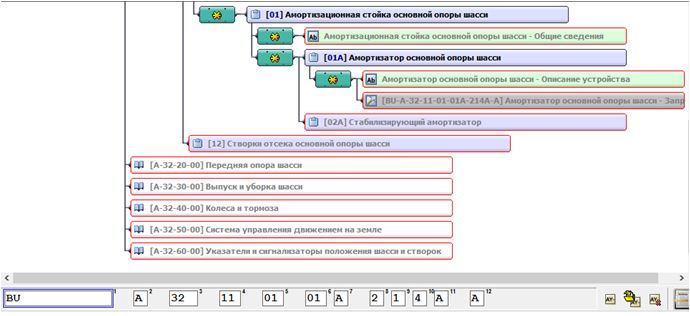 [01] Амортизационная стойка основной опоры шасси
Ab Амортизационная стойка основной опоры шасси - Общие сведения
[01A] Амортизатор основной опоры шасси
Ab Амортизатор основной опоры шасси - Описание устройства
[BU-A-32-11-01-01A-214A-A] Амортизатор основной опоры шасси - Запр
[02A] Стабилизирующий амортизатор
[12] Створки отсека основной опоры шасси
[A-32-20-00] Передняя опора шасси
[A-32-30-00] Выпуск и уборка шасси
[A-32-40-00] Колеса и тормоза
[A-32-50-00] Система управления движением на земле
[A-32-60-00] Указатели и сигнализаторы положения шасси и створок
BU 1 A 2 32 3 11 4 01 5 01 6 A 7 2 8 1 9 4 10 A 11 A 12